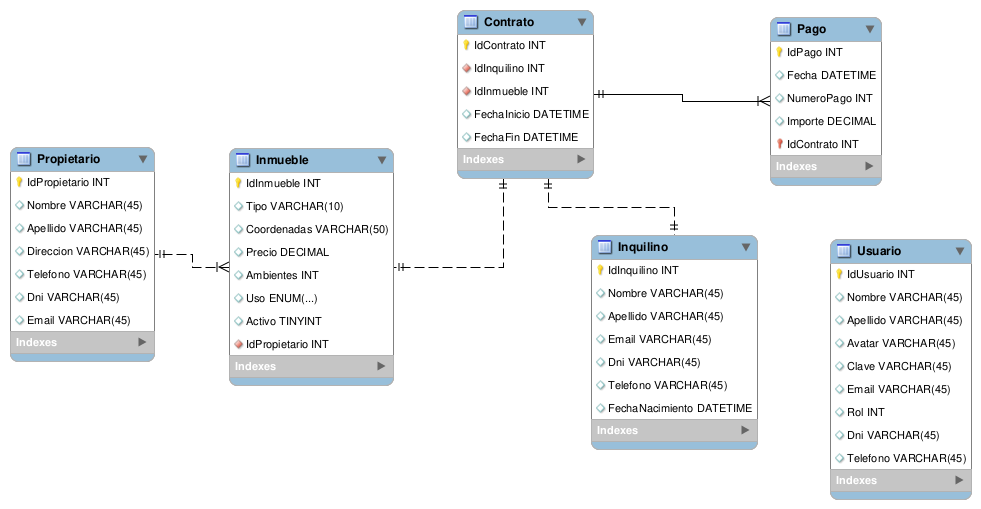 Contrato
IdContrato INT
IdInquilino INT
IdInmueble INT
FechaInicio DATETIME
FechaFin DATETIME
Indexes
Pago
IdPago INT
Fecha DATETIME
NumeroPago INT
Importe DECIMAL
IdContrato INT
Indexes
Propietario
IdPropietario INT
Nombre VARCHAR(45)
Apellido VARCHAR(45)
Direccion VARCHAR(45)
Telefono VARCHAR(45)
Dni VARCHAR(45)
Email VARCHAR(45)
Indexes
Inmueble
IdInmueble INT
Tipo VARCHAR(10)
Coordenadas VARCHAR(50)
Precio DECIMAL
Ambientes INT
Uso ENUM(...)
Activo TINYINT
IdPropietario INT
Indexes
Inquilino
IdInquilino INT
Nombre VARCHAR(45)
Apellido VARCHAR(45)
Email VARCHAR(45)
Dni VARCHAR(45)
Telefono VARCHAR(45)
FechaNacimiento DATETIME
Indexes
Usuario
IdUsuario INT
Nombre VARCHAR(45)
Apellido VARCHAR(45)
Avatar VARCHAR(45)
Clave VARCHAR(45)
Email VARCHAR(45)
Rol INT
Dni VARCHAR(45)
Telefono VARCHAR(45)
Indexes